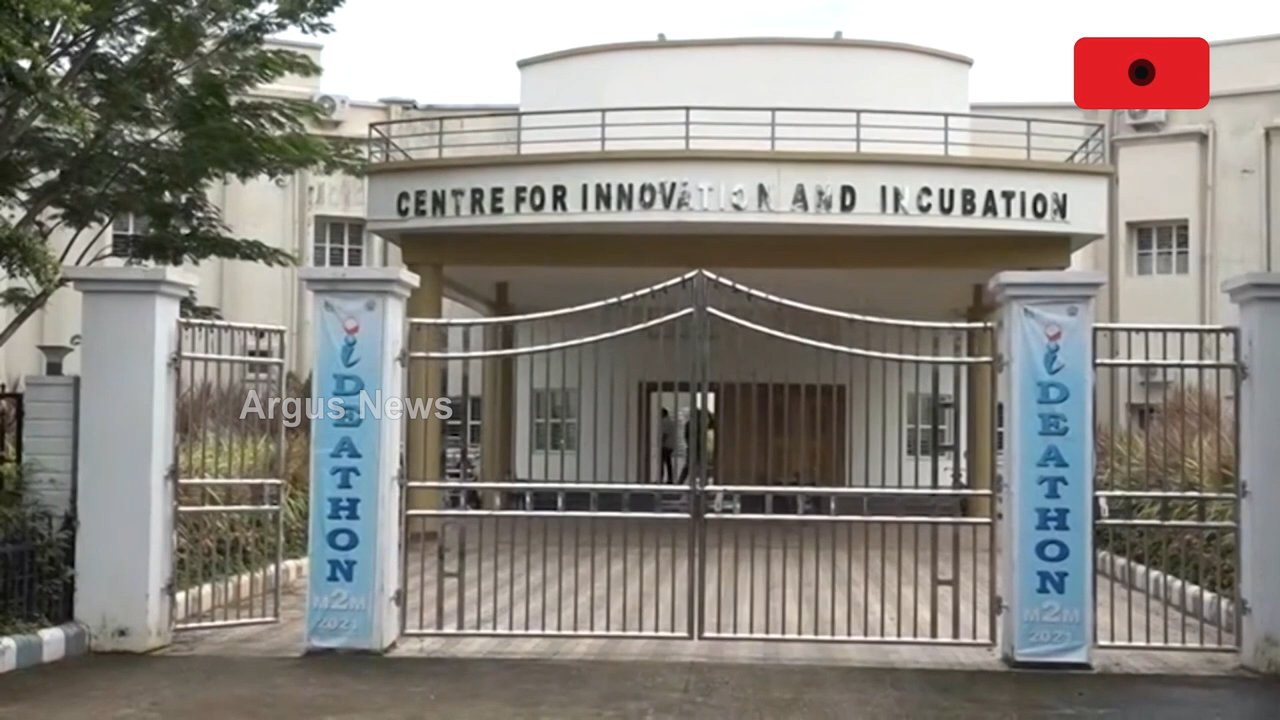 CENTRE FOR INNOVATION AND INCUBATION
Argus News
iDEATHON
M2M
2021
iDEATHON
M2M
2021